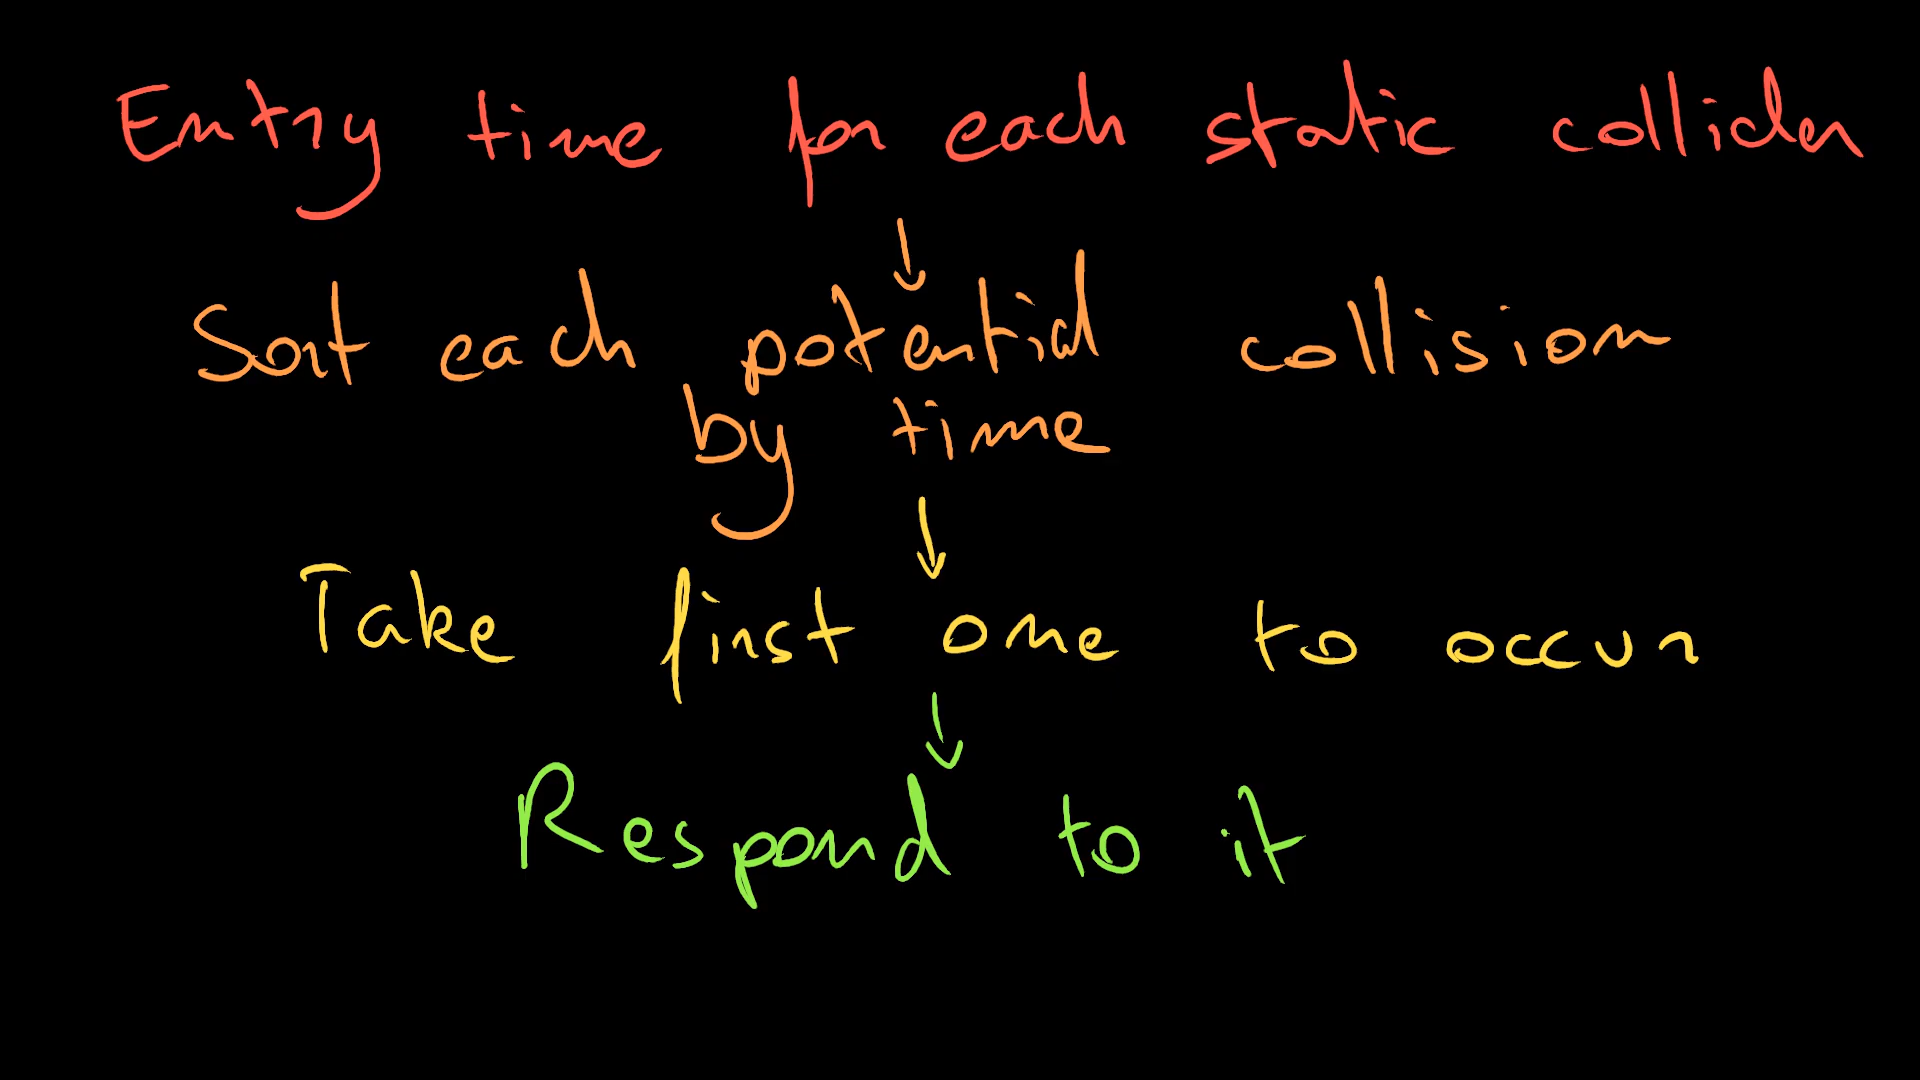 Entry time for each static collider
Sort each potential collision
by time
Take first one to occur
Respond to it